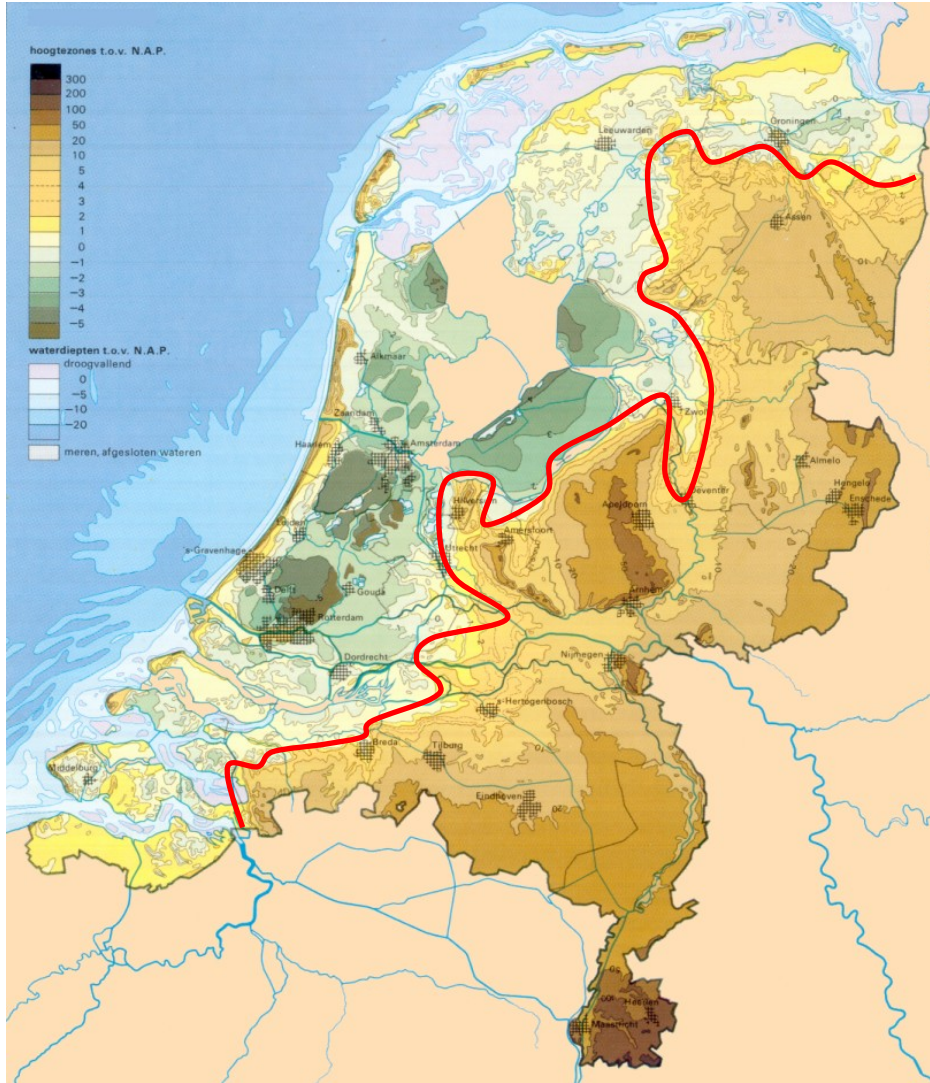 hoogtezones t.o.v. N.A.P.
300
200
100
50
20
10
5
4
3
2
1
0
−1
−2
−3
−4
−5
waterdiepten t.o.v. N.A.P.
droogvallend
0
−5
−10
−20
meren, afgesloten wateren
Leeuwarden
Groningen
Assen
Alkmaar
Zaandam
Haarlem
Amsterdam
Zwolle
Almelo
Hengelo
Enschede
Hilversum
Deventer
Apeldoorn
Amersfoort
Leiden
Utrecht
's-Gravenhage
Delft
Gouda
Arnhem
Rotterdam
Dordrecht
Nijmegen
's-Hertogenbosch
Breda
Tilburg
Middelburg
Eindhoven
Heerlen
Maastricht